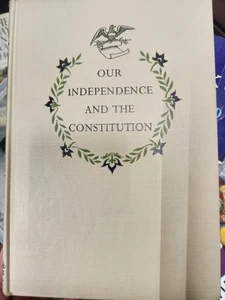 OUR
INDEPENDENCE
AND THE
CONSTITUTION